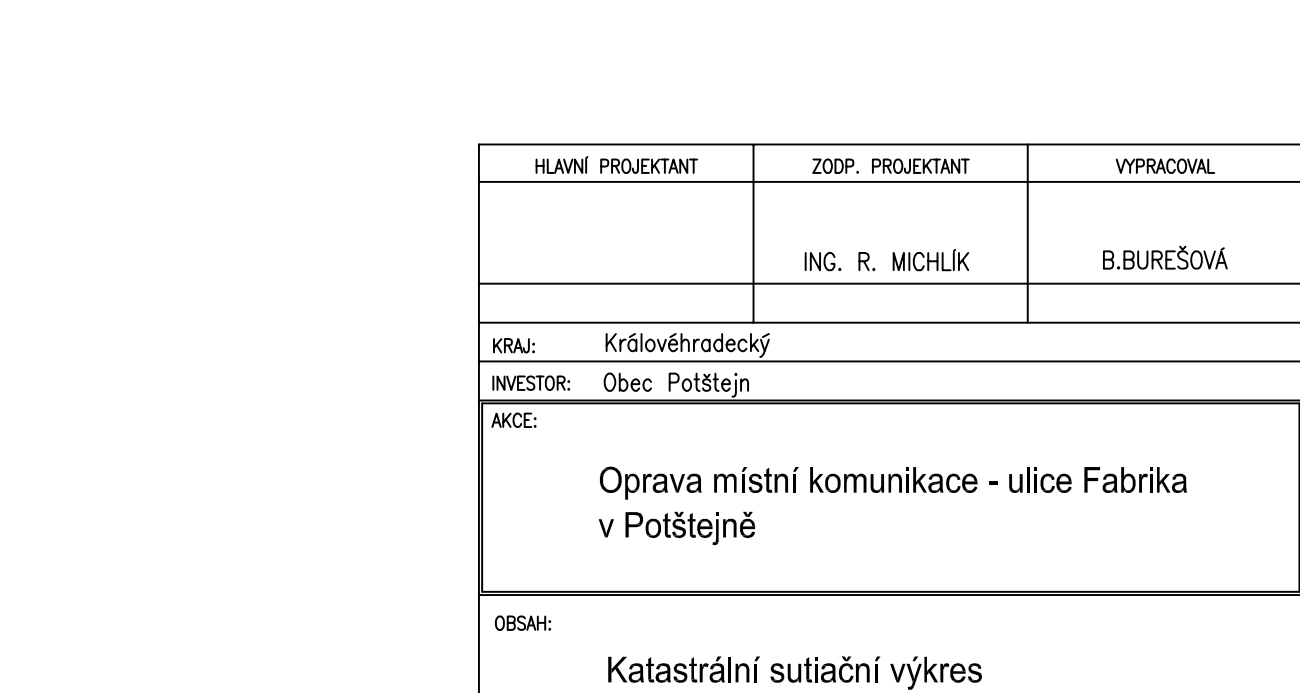 HLAVNÍ PROJEKTANT ZODP. PROJEKTANT VYPRACOVAL
ING. R. MICHLÍK B.BUREŠOVÁ
KRAJ: Královéhradecký
INVESTOR: Obec Potštejn
AKCE:
Oprava místní komunikace - ulice Fabrika
v Potštejně
OBSAH:
Katastrální sutiační výkres